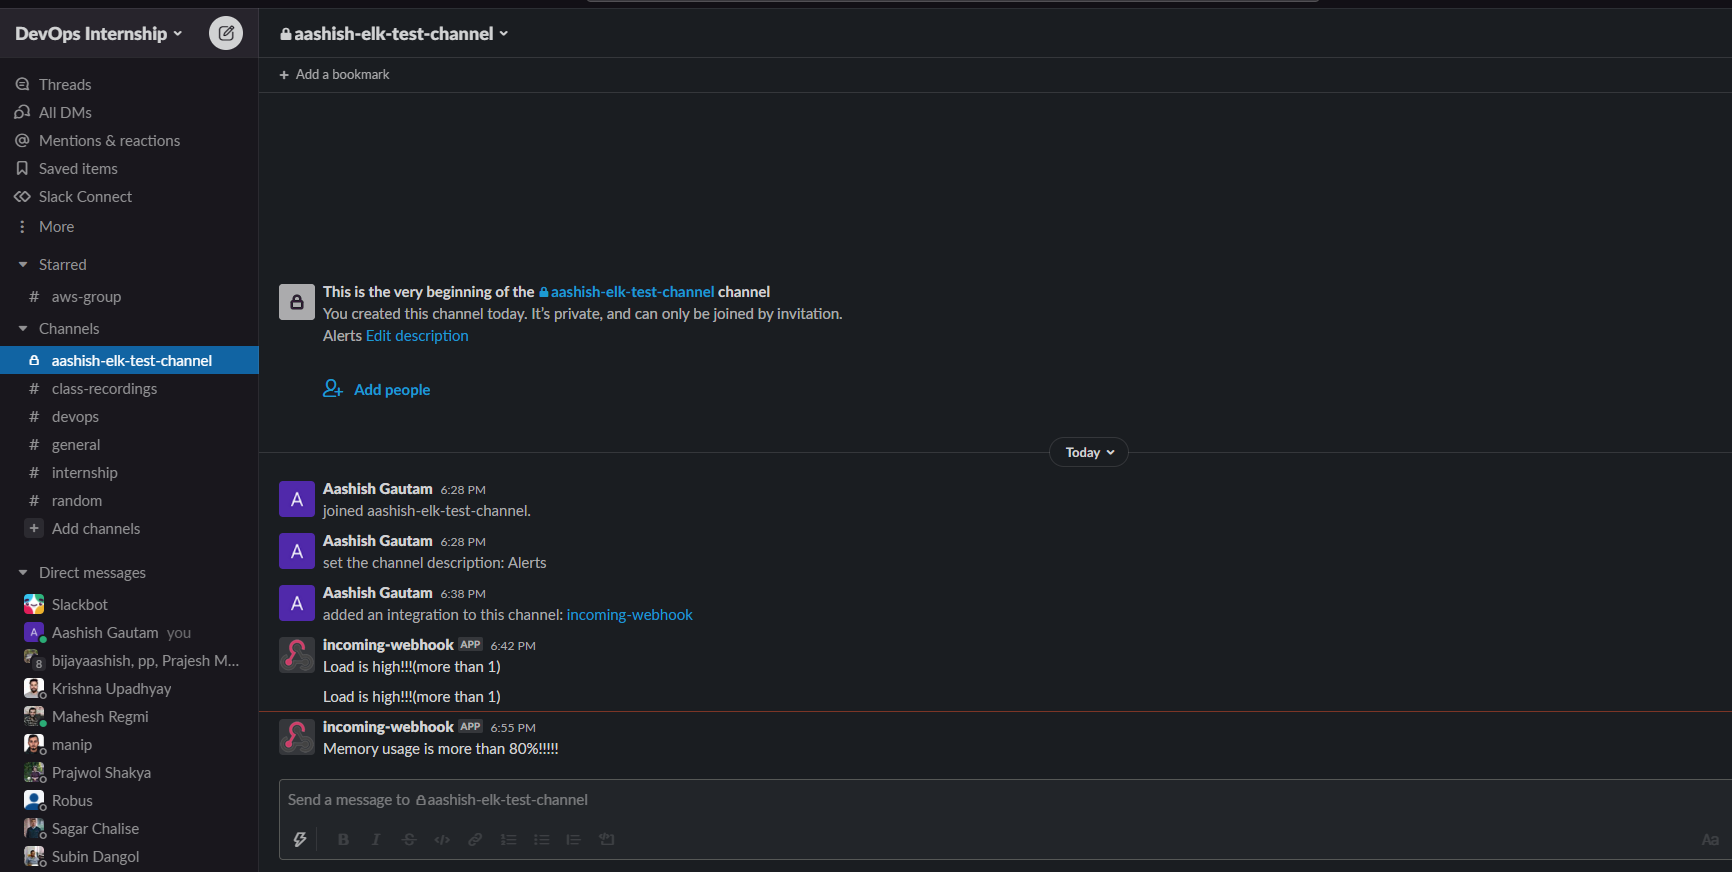 DevOps Internship
Threads
All DMs
Mentions & reactions
Saved items
Slack Connect
More
Starred
# aws-group
Channels
aashish-elk-test-channel
# class-recordings
# devops
# general
# internship
# random
+ Add channels
Direct messages
Slackbot
A Aashish Gautam you
8 bijayaashish, pp, Prajesh M...
Krishna Upadhyay
Mahesh Regmi
manip
Prajwol Shakya
Robus
Sagar Chalise
Subin Dangol
aashish-elk-test-channel
+ Add a bookmark
This is the very beginning of the aashish-elk-test-channel channel
You created this channel today. It's private, and can only be joined by invitation.
Alerts Edit description
Add people
Today
A Aashish Gautam 6:28 PM
joined aashish-elk-test-channel.
A Aashish Gautam 6:28 PM
set the channel description: Alerts
A Aashish Gautam 6:38 PM
added an integration to this channel: incoming-webhook
incoming-webhook APP 6:42 PM
Load is high!!!(more than 1)
Load is high!!!(more than 1)
incoming-webhook APP 6:55 PM
Memory usage is more than 80%!!!!!
Send a message to aashish-elk-test-channel
B I S </> Aa